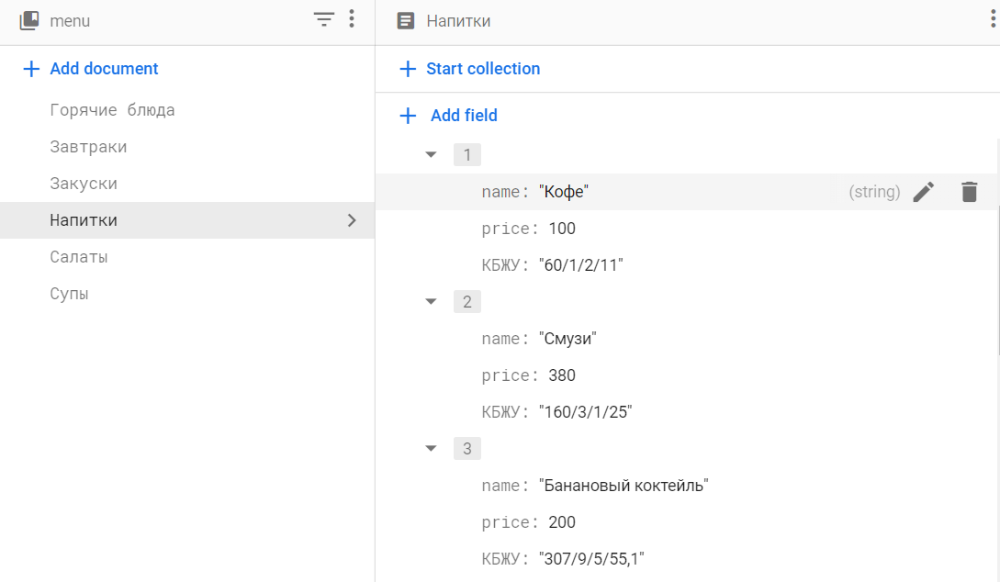 menu
Add document
Горячие блюда
Завтраки
Закуски
Напитки
Салаты
Супы
Напитки
Start collection
Add field
1
name: "Кофе" (string)
price: 100
КБЖУ: "60/1/2/11"
2
name: "Смузи"
price: 380
КБЖУ: "160/3/1/25"
3
name: "Банановый коктейль"
price: 200
КБЖУ: "307/9/5/55,1"